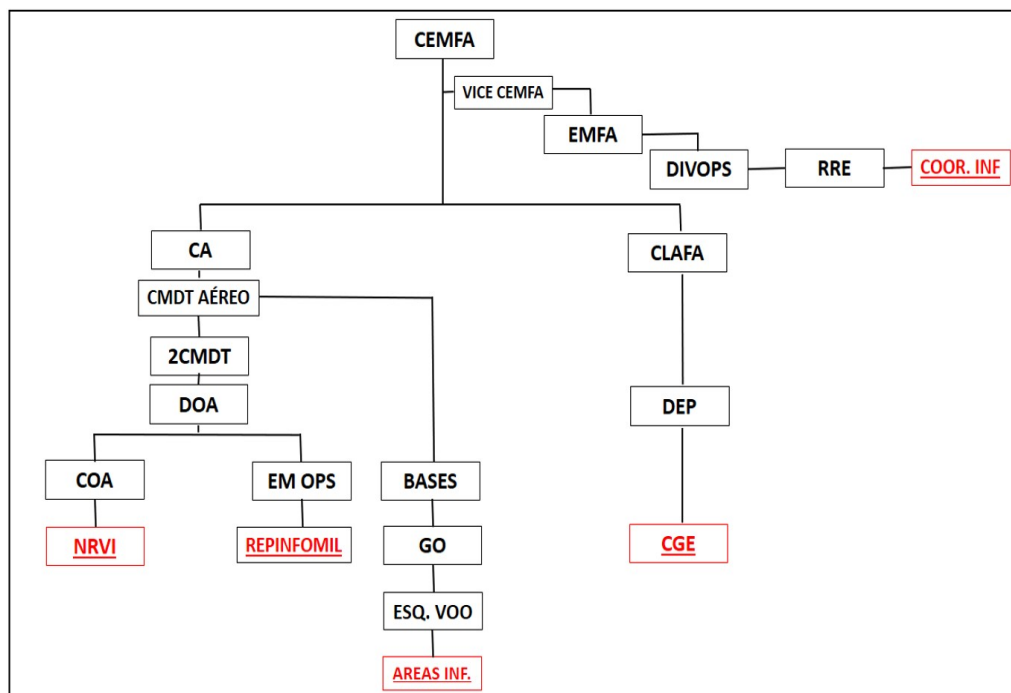 CEMFA
VICE CEMFA
EMFA
DIVOPS
RRE
COOR. INF
CA
CLAFA
CMDT AÉREO
2CMDT
DOA
DEP
COA
EM OPS
BASES
NRVI
REPINFOMIL
GO
CGE
ESQ. VOO
AREAS INF.